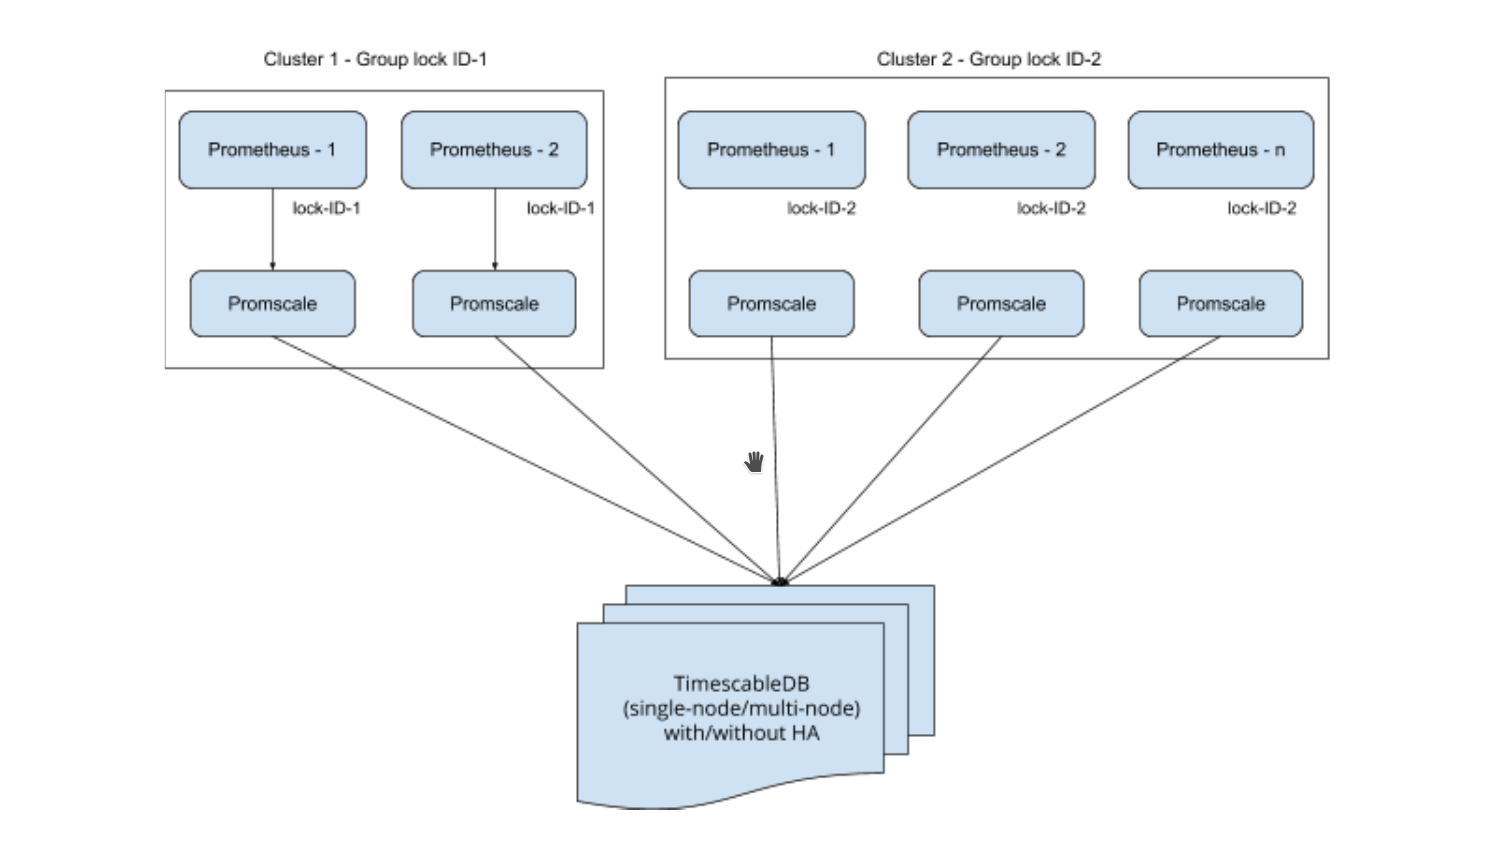 Cluster 1 - Group lock ID-1
Cluster 2 - Group lock ID-2
Prometheus - 1
Prometheus - 2
Prometheus - 1
Prometheus - 2
Prometheus - n
lock-ID-1
lock-ID-1
lock-ID-2
lock-ID-2
lock-ID-2
Promscale
Promscale
Promscale
Promscale
Promscale
TimescableDB
(single-node/multi-node)
with/without HA